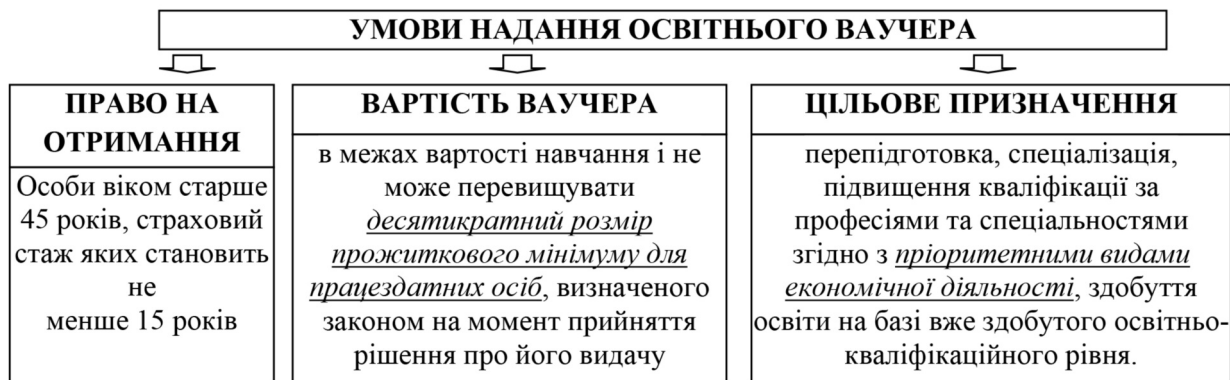 УМОВИ НАДАННЯ ОСВІТНЬОГО ВАУЧЕРА
ПРАВО НА
ОТРИМАННЯ
Особи віком старше
45 років, страховий
стаж яких становить
не
менше 15 років
ВАРТІСТЬ ВАУЧЕРА
в межах вартості навчання і не
може перевищувати
десятикратний розмір
прожиткового мінімуму для
працездатних осіб, визначеного
законом на момент прийняття
рішення про його видачу
ЦІЛЬОВЕ ПРИЗНАЧЕННЯ
перепідготовка, спеціалізація,
підвищення кваліфікації за
професіями та спеціальностями
згідно з пріоритетними видами
економічної діяльності, здобуття
освіти на базі вже здобутого освітньо-
кваліфікаційного рівня.